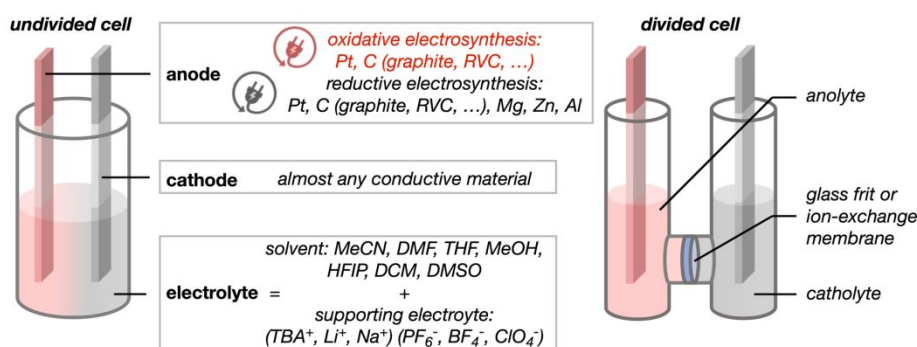 undivided cell
anode
oxidative electrosynthesis:
Pt, C (graphite, RVC, ...)
reductive electrosynthesis:
Pt, C (graphite, RVC, ...), Mg, Zn, Al
cathode
almost any conductive material
electrolyte =
solvent: MeCN, DMF, THF, MeOH,
HFIP, DCM, DMSO
+
supporting electroyte:
(TBA⁺, Li⁺, Na⁺) (PF₆⁻, BF₄⁻, ClO₄⁻)
divided cell
anolyte
glass frit or
ion-exchange
membrane
catholyte